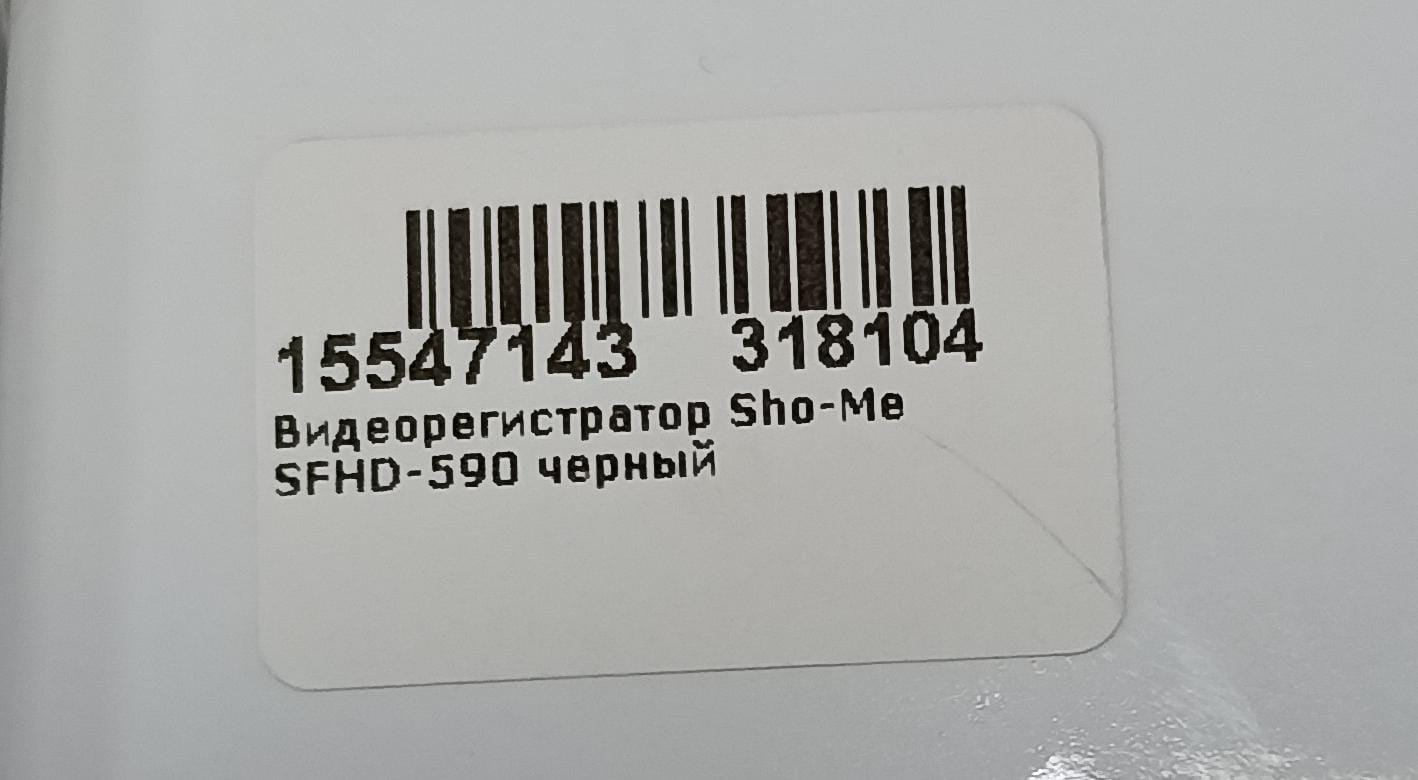 15547143 318104
Видеорегистратор Sho-Me
SFHD-590 черный